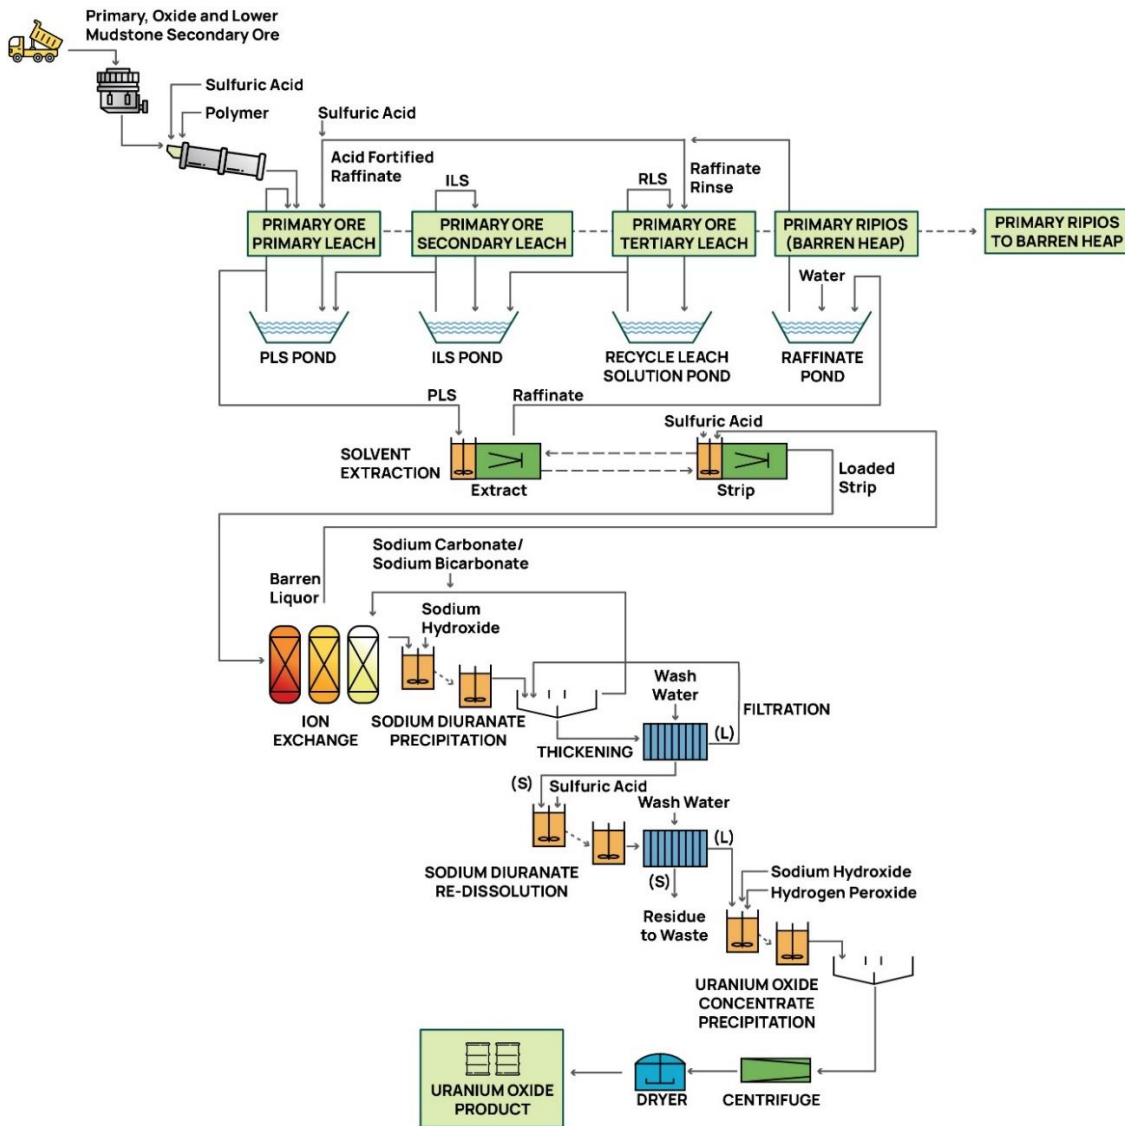 Primary, Oxide and Lower
Mudstone Secondary Ore
Sulfuric Acid
Polymer
Sulfuric Acid
Acid Fortified
Raffinate
ILS
RLS
Raffinate
Rinse
PRIMARY ORE
PRIMARY LEACH
PRIMARY ORE
SECONDARY LEACH
PRIMARY ORE
TERTIARY LEACH
PRIMARY RIPIOS
(BARREN HEAP)
PRIMARY RIPIOS
TO BARREN HEAP
Water
PLS POND
ILS POND
RECYCLE LEACH
SOLUTION POND
RAFFINATE
POND
PLS
Raffinate
Sulfuric Acid
SOLVENT
EXTRACTION
Extract
Strip
Loaded
Strip
Sodium Carbonate/
Sodium Bicarbonate
Barren
Liquor
Sodium
Hydroxide
Wash
Water
ION
EXCHANGE
SODIUM DIURANATE
PRECIPITATION
THICKENING
(L)
FILTRATION
(S)
Sulfuric Acid
Wash Water
(L)
SODIUM DIURANATE
RE-DISSOLUTION
(S)
Residue
to Waste
Sodium Hydroxide
Hydrogen Peroxide
URANIUM OXIDE
CONCENTRATE
PRECIPITATION
URANIUM OXIDE
PRODUCT
DRYER
CENTRIFUGE